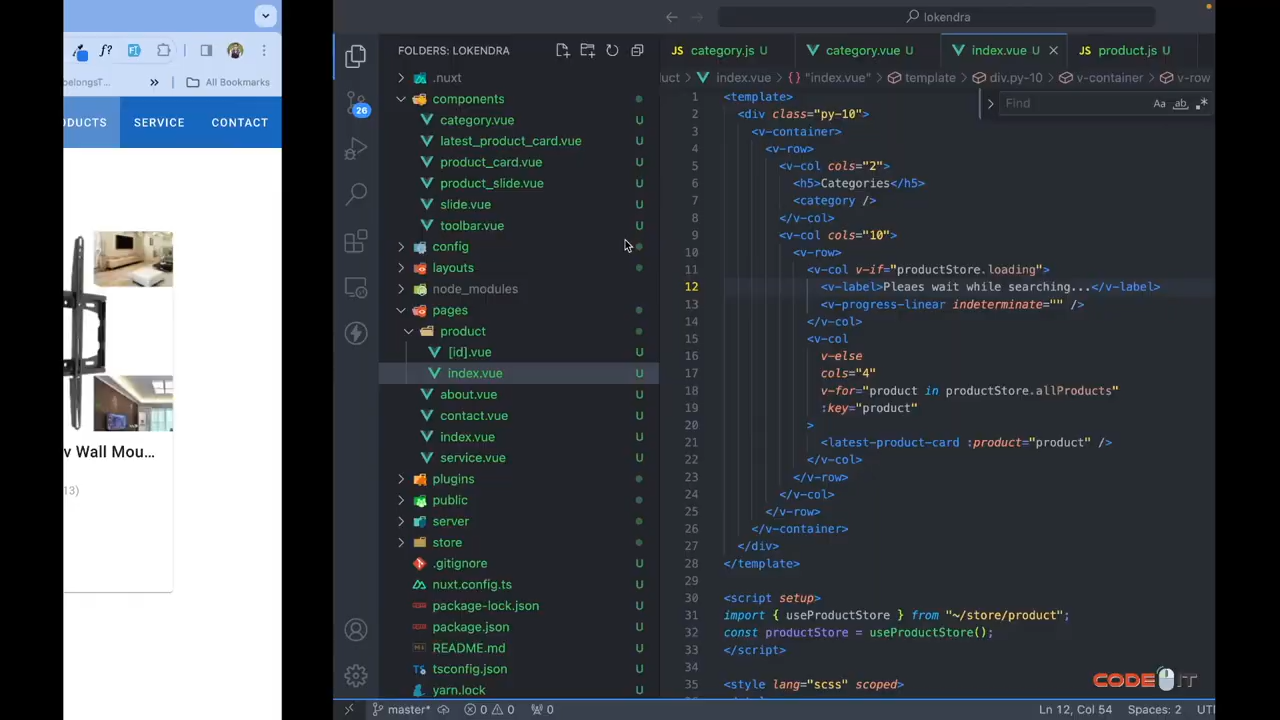 lokendra
f?
belongsT...
»
All Bookmarks
ODUCTS
SERVICE
CONTACT
v Wall Mou...
13)
26
FOLDERS: LOKENDRA
.nuxt
components
category.vue U
latest_product_card.vue U
product_card.vue U
product_slide.vue U
slide.vue U
toolbar.vue U
config
layouts
node_modules
pages
product
[id].vue U
index.vue U
about.vue U
contact.vue U
index.vue U
service.vue U
plugins
public
server
store
.gitignore U
nuxt.config.ts U
package-lock.json U
package.json U
README.md U
tsconfig.json U
yarn.lock U
JS category.js U
category.vue U
index.vue U
JS product.js U
duct > index.vue > {} "index.vue" > template > div.py-10 > v-container > v-row
Find
Aa
ab
1 <template>
2 <div class="py-10">
3 <v-container>
4 <v-row>
5 <v-col cols="2">
6 <h5>Categories</h5>
7 <category />
8 </v-col>
9 <v-col cols="10">
10 <v-row>
11 <v-col v-if="productStore.loading">
12 <v-label>Pleaes wait while searching...</v-label>
13 <v-progress-linear indeterminate="" />
14 </v-col>
15 <v-col
16 v-else
17 cols="4"
18 v-for="product in productStore.allProducts"
19 :key="product"
20 >
21 <latest-product-card :product="product" />
22 </v-col>
23 </v-row>
24 </v-col>
25 </v-row>
26 </v-container>
27 </div>
28 </template>
29
30 <script setup>
31 import { useProductStore } from "~/store/product";
32 const productStore = useProductStore();
33 </script>
34
35 <style lang="scss" scoped>
CODE IT
master*
0 0
0
Ln 12, Col 54
Spaces: 2
UT